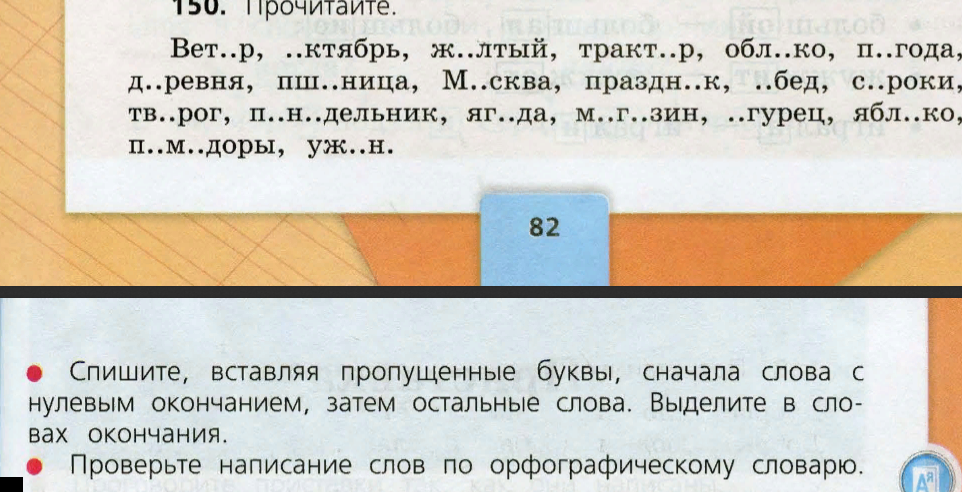 150. Прочитайте.
Вет..р, ..ктябрь, ж..лтый, тракт..р, обл..ко, п..года,
д..ревня, пш..ница, М..сква, праздн..к, ..бед, с..роки,
тв..рог, п..н..дельник, яг..да, м..г..зин, ..гурец, ябл..ко,
п..м..доры, уж..н.
82
● Спишите, вставляя пропущенные буквы, сначала слова с
нулевым окончанием, затем остальные слова. Выделите в сло-
вах окончания.
● Проверьте написание слов по орфографическому словарю.